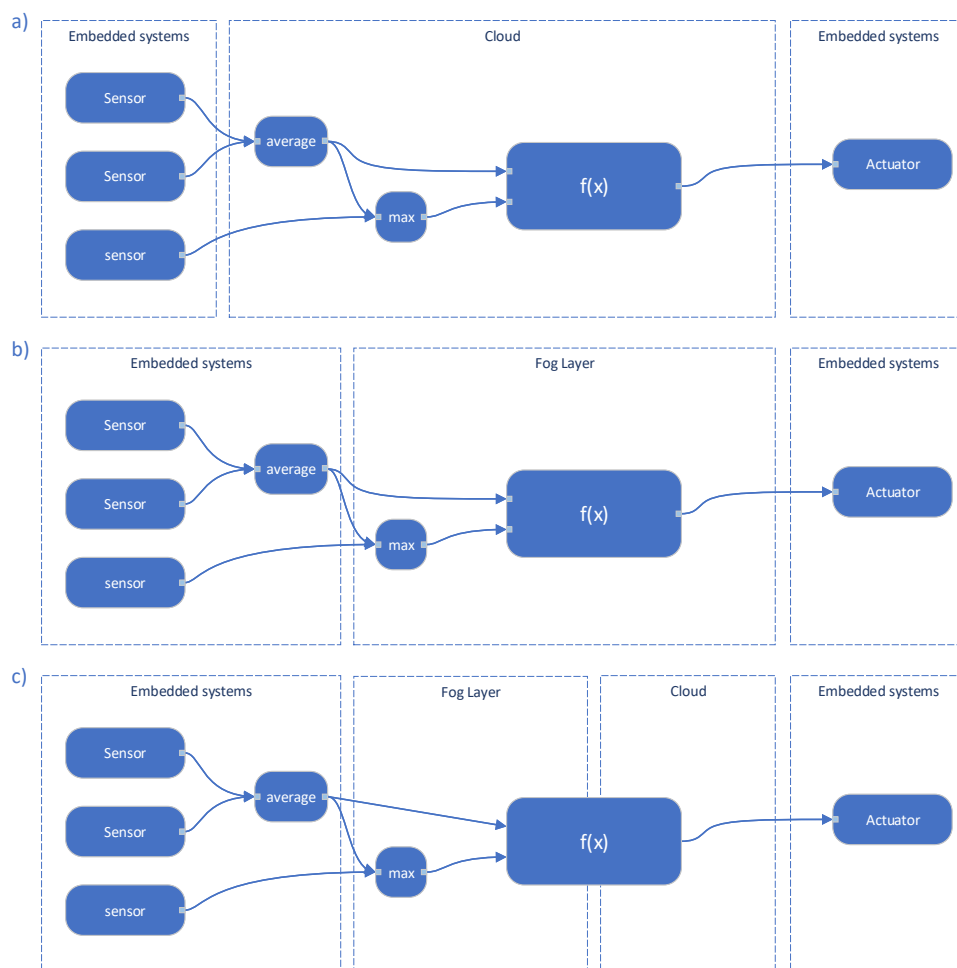 a)
Embedded systems
Cloud
Embedded systems
Sensor
average
Sensor
f(x)
Actuator
max
sensor
b)
Embedded systems
Fog Layer
Embedded systems
Sensor
average
Sensor
f(x)
Actuator
max
sensor
c)
Embedded systems
Fog Layer
Cloud
Embedded systems
Sensor
average
Sensor
f(x)
Actuator
max
sensor